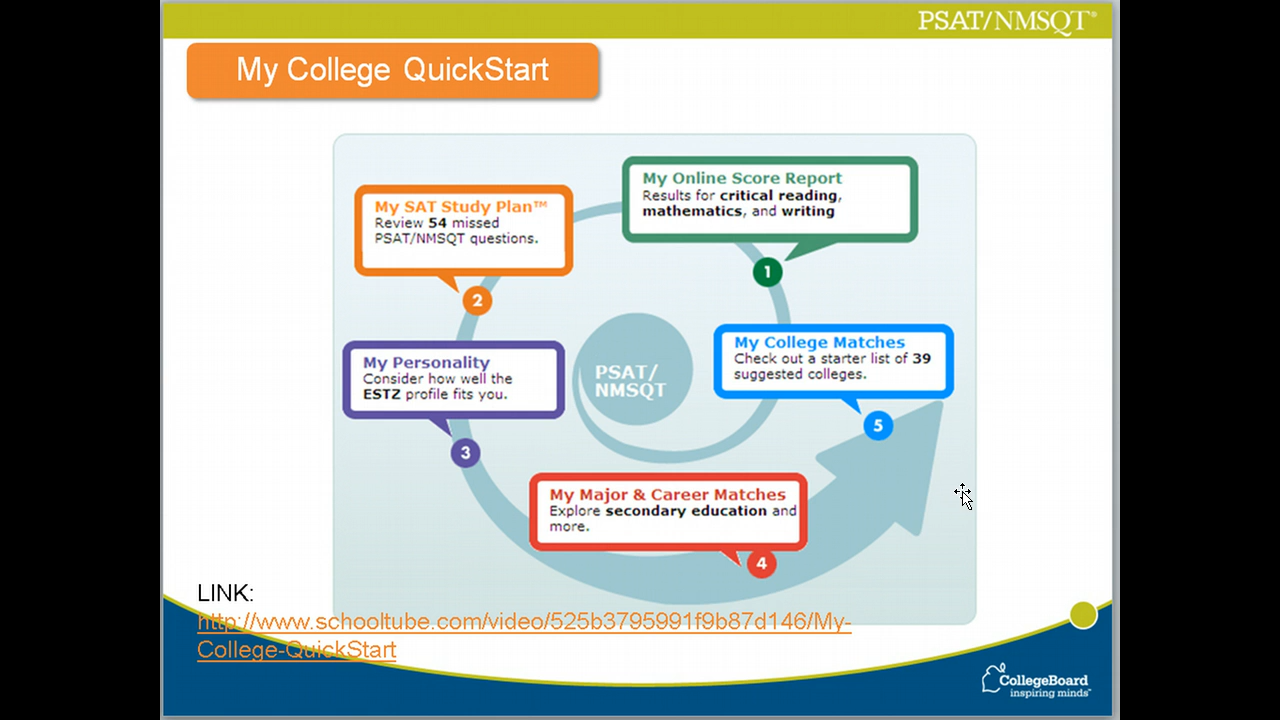 PSAT/NMSQT®
My College QuickStart
My Online Score Report
Results for critical reading,
mathematics, and writing
1
My SAT Study Plan™
Review 54 missed
PSAT/NMSQT questions.
2
My Personality
Consider how well the
ESTZ profile fits you.
3
PSAT/
NMSQT
My Major & Career Matches
Explore secondary education and
more.
4
My College Matches
Check out a starter list of 39
suggested colleges.
5
LINK:
http://www.schooltube.com/video/525b3795991f9b87d146/My-
College-QuickStart
CollegeBoard
inspiring minds™